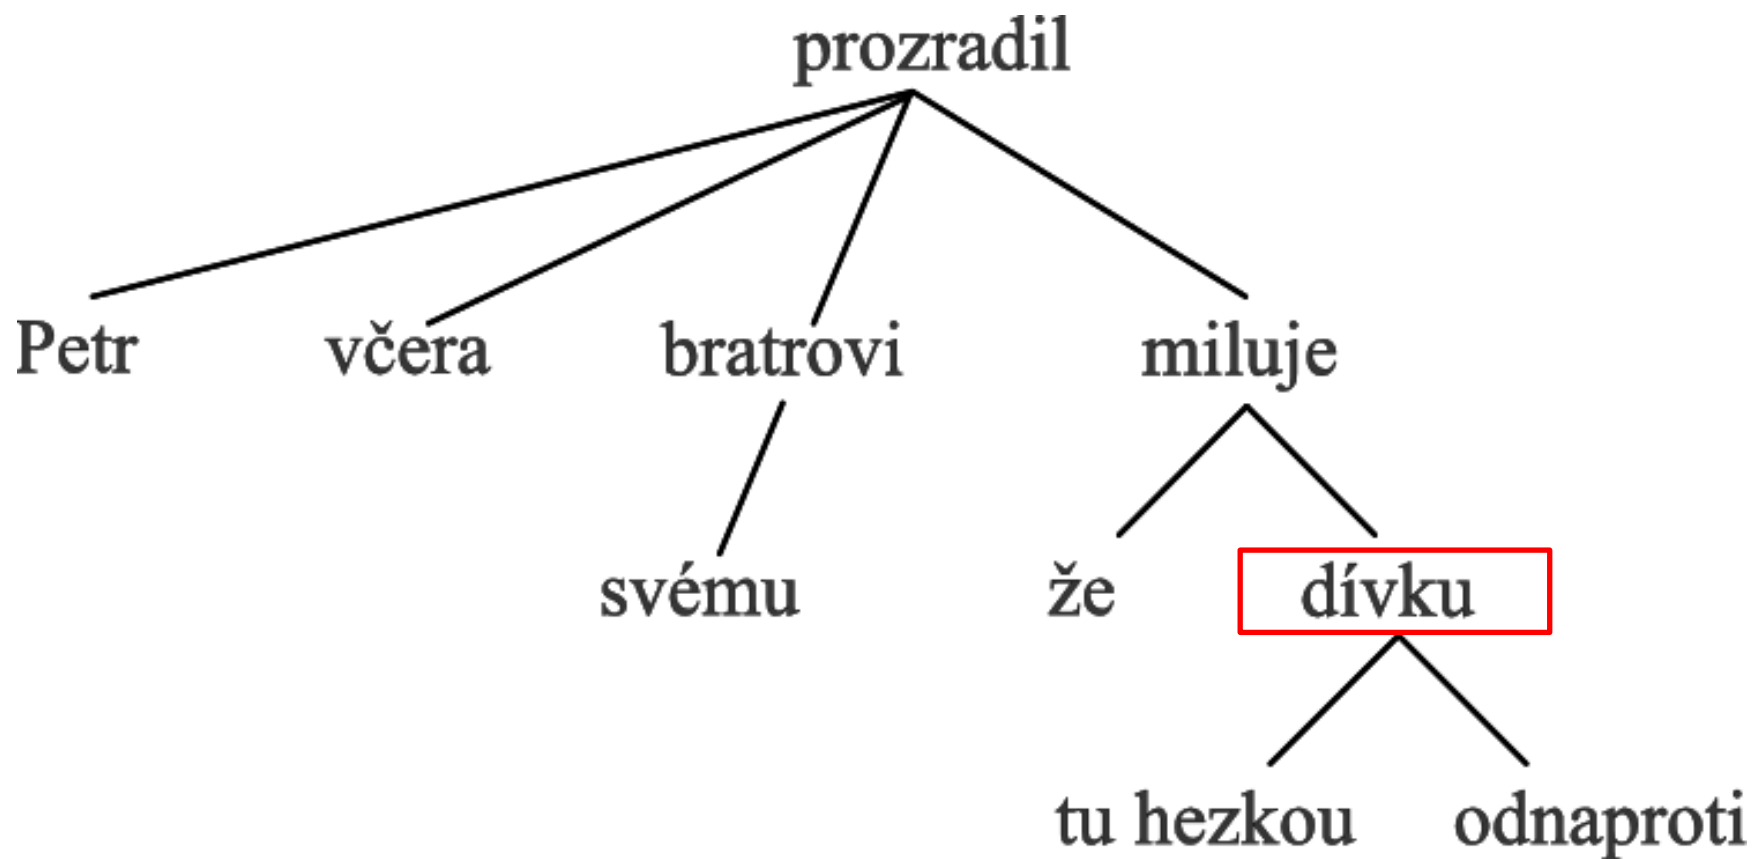 prozradil
Petr včera bratrovi miluje
svému že dívku
tu hezkou odnaproti